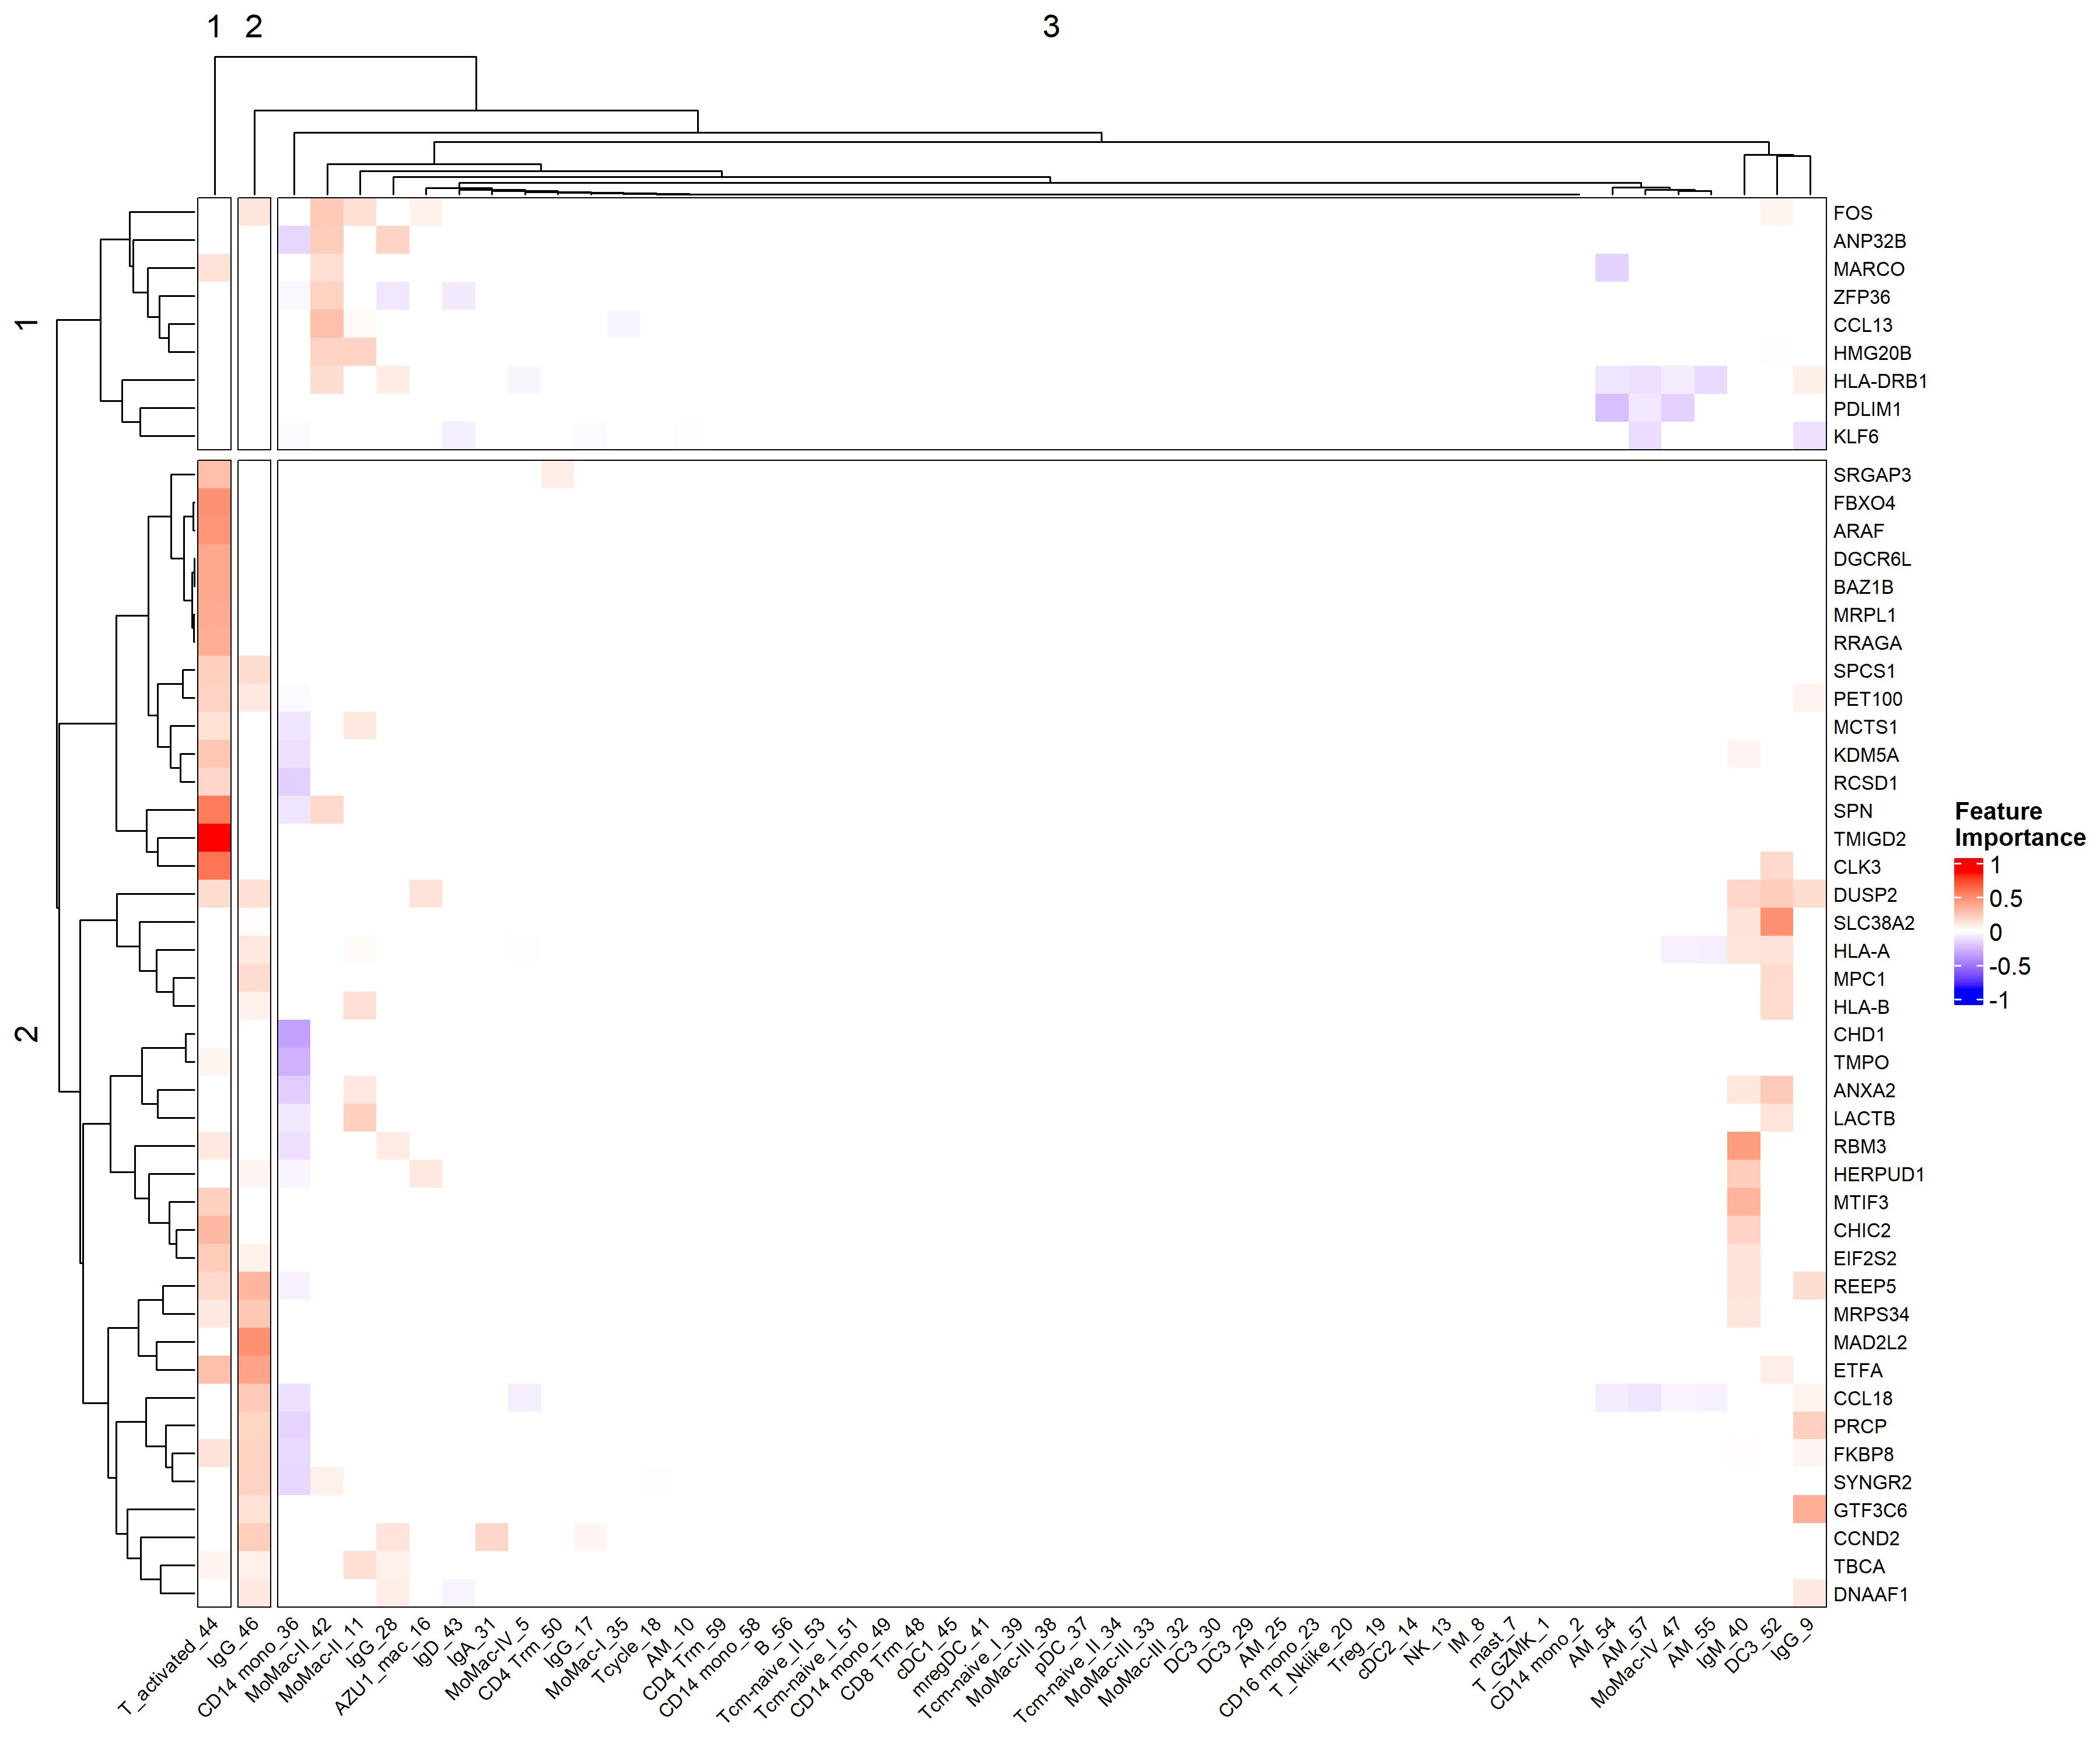 1 2 3
1
2
FOS
ANP32B
MARCO
ZFP36
CCL13
HMG20B
HLA-DRB1
PDLIM1
KLF6
SRGAP3
FBXO4
ARAF
DGCR6L
BAZ1B
MRPL1
RRAGA
SPCS1
PET100
MCTS1
KDM5A
RCSD1
SPN
TMIGD2
CLK3
DUSP2
SLC38A2
HLA-A
MPC1
HLA-B
CHD1
TMPO
ANXA2
LACTB
RBM3
HERPUD1
MTIF3
CHIC2
EIF2S2
REEP5
MRPS34
MAD2L2
ETFA
CCL18
PRCP
FKBP8
SYNGR2
GTF3C6
CCND2
TBCA
DNAAF1
Feature
Importance
1
0.5
0
-0.5
-1
T_activated_44
IgG_46
CD14 mono_36
MoMac-II_42
MoMac-II_11
IgG_28
AZU1_mac_16
IgD_43
IgA_31
MoMac-IV_5
CD4 Trm_50
IgG_17
MoMac-I_35
Tcycle_18
AM_10
CD4 Trm_59
CD14 mono_58
B_56
Tcm-naive_II_53
Tcm-naive_I_51
CD14 mono_49
CD8 Trm_48
cDC1_45
mregDC_41
Tcm-naive_I_39
MoMac-III_38
pDC_37
Tcm-naive_II_34
MoMac-III_33
MoMac-III_32
DC3_30
DC3_29
AM_25
CD16 mono_23
T_Nklike_20
Treg_19
cDC2_14
NK_13
IM_8
mast_7
T_GZMK_1
CD14 mono_2
AM_54
AM_57
MoMac-IV_47
AM_55
IgM_40
DC3_52
IgG_9